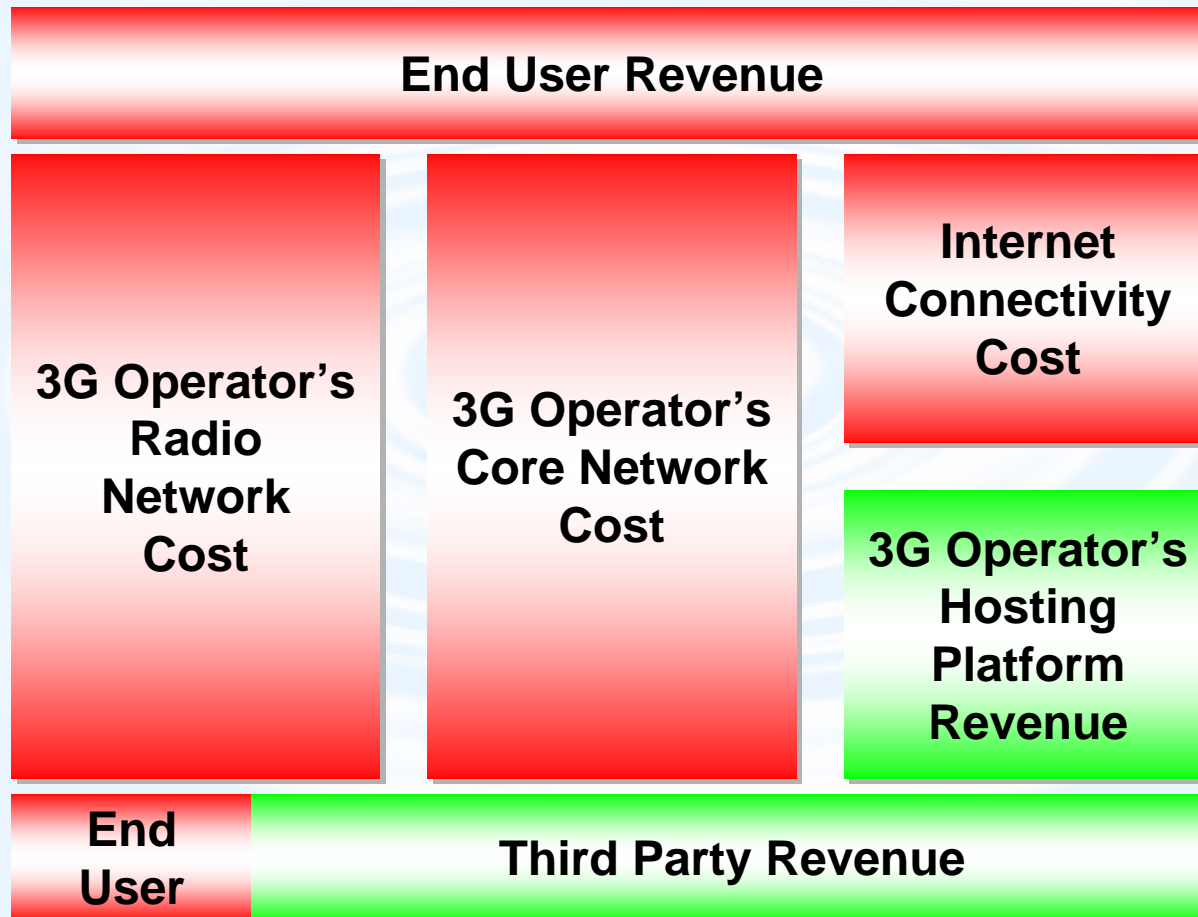 End User Revenue
3G Operator’s
Radio
Network
Cost
3G Operator’s
Core Network
Cost
Internet
Connectivity
Cost
3G Operator’s
Hosting
Platform
Revenue
End
User
Third Party Revenue